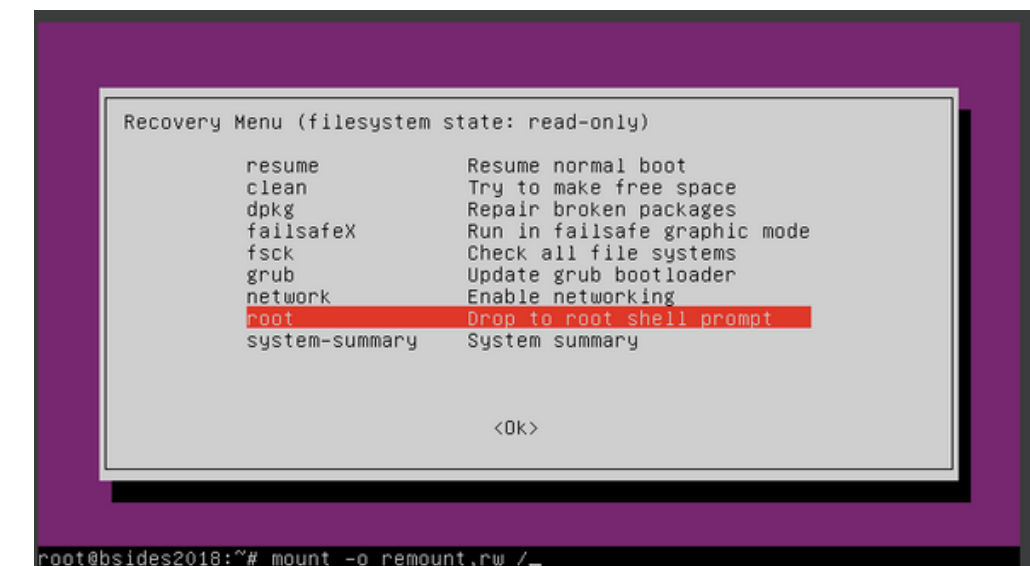 Recovery Menu (filesystem state: read-only)
resume Resume normal boot
clean Try to make free space
dpkg Repair broken packages
failsafeX Run in failsafe graphic mode
fsck Check all file systems
grub Update grub bootloader
network Enable networking
root Drop to root shell prompt
system-summary System summary
<Ok>
root@bsides2018:~# mount -o remount,rw /_